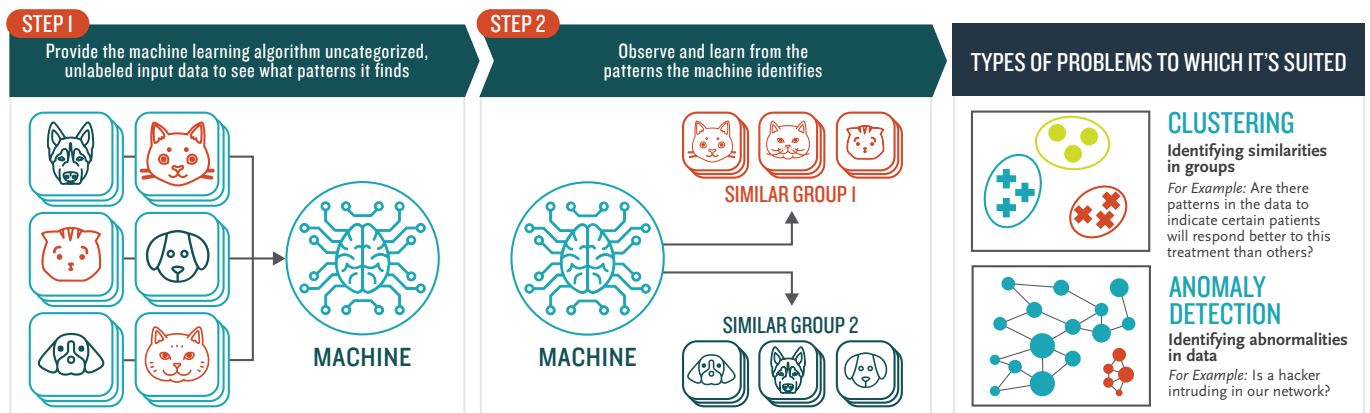 STEP 1
Provide the machine learning algorithm uncategorized,
unlabeled input data to see what patterns it finds
MACHINE
STEP 2
Observe and learn from the
patterns the machine identifies
SIMILAR GROUP 1
MACHINE
SIMILAR GROUP 2
TYPES OF PROBLEMS TO WHICH IT'S SUITED
CLUSTERING
Identifying similarities
in groups
For Example: Are there
patterns in the data to
indicate certain patients
will respond better to this
treatment than others?
ANOMALY
DETECTION
Identifying abnormalities
in data
For Example: Is a hacker
intruding in our network?